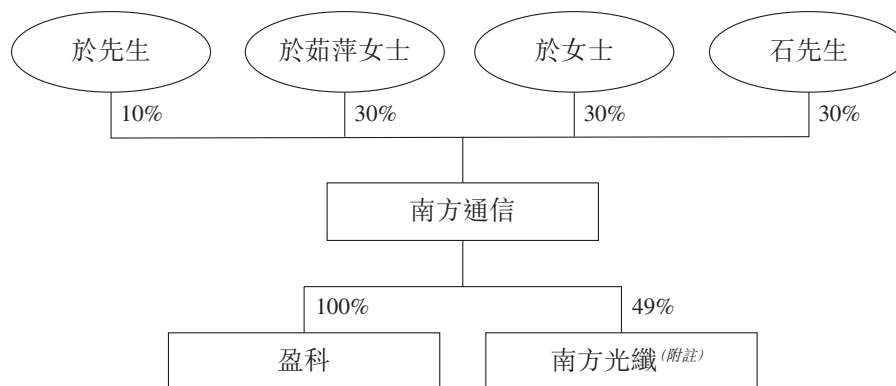 於先生 於茹萍女士 於女士 石先生
10% 30% 30% 30%
南方通信
100% 49%
盈科 南方光纖(附註)